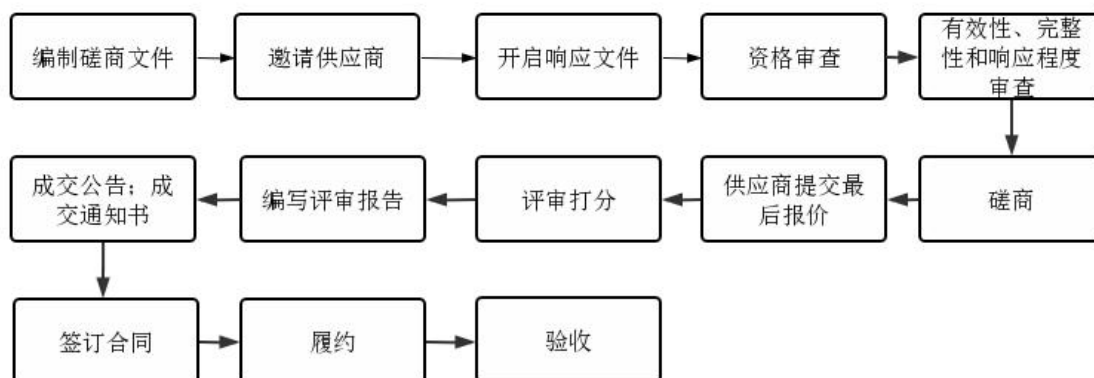 编制磋商文件
邀请供应商
开启响应文件
资格审查
有效性、完整
性和响应程度
审查
磋商
供应商提交最
后报价
评审打分
编写评审报告
成交公告；成
交通知书
签订合同
履约
验收